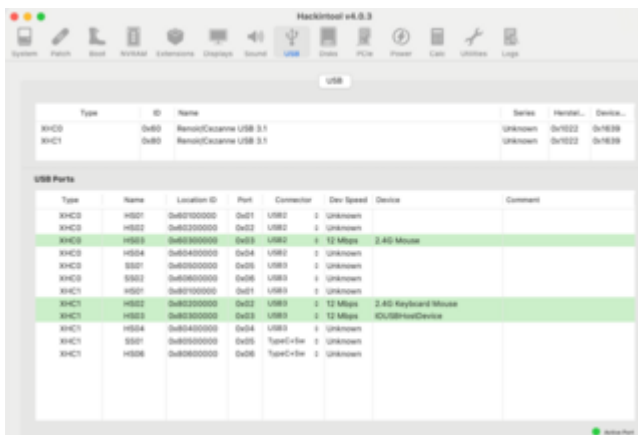 Hackintool v4.0.3
System Patch Boot NVRAM Extensions Displays Sound USB Disks PCIe Power Calc Utilities Logs
USB
Type ID Name Series Herstel... Device...
XHC0 0x60 Renoir/Cezanne USB 3.1 Unknown 0x1022 0x1639
XHC1 0x80 Renoir/Cezanne USB 3.1 Unknown 0x1022 0x1639
USB Ports
Type Name Location ID Port Connector Dev Speed Device Comment
XHC0 HS01 0x60100000 0x01 USB2 Unknown
XHC0 HS02 0x60200000 0x02 USB2 Unknown
XHC0 HS03 0x60300000 0x03 USB2 12 Mbps 2.4G Mouse
XHC0 HS04 0x60400000 0x04 USB2 Unknown
XHC0 SS01 0x60500000 0x05 USB3 Unknown
XHC0 SS02 0x60600000 0x06 USB3 Unknown
XHC1 HS01 0x80100000 0x01 USB3 Unknown
XHC1 HS02 0x80200000 0x02 USB3 12 Mbps 2.4G Keyboard Mouse
XHC1 HS03 0x80300000 0x03 USB3 12 Mbps IOUSBHostDevice
XHC1 HS04 0x80400000 0x04 USB3 Unknown
XHC1 SS01 0x80500000 0x05 TypeC+Sw Unknown
XHC1 HS06 0x80600000 0x06 TypeC+Sw Unknown
Active Port